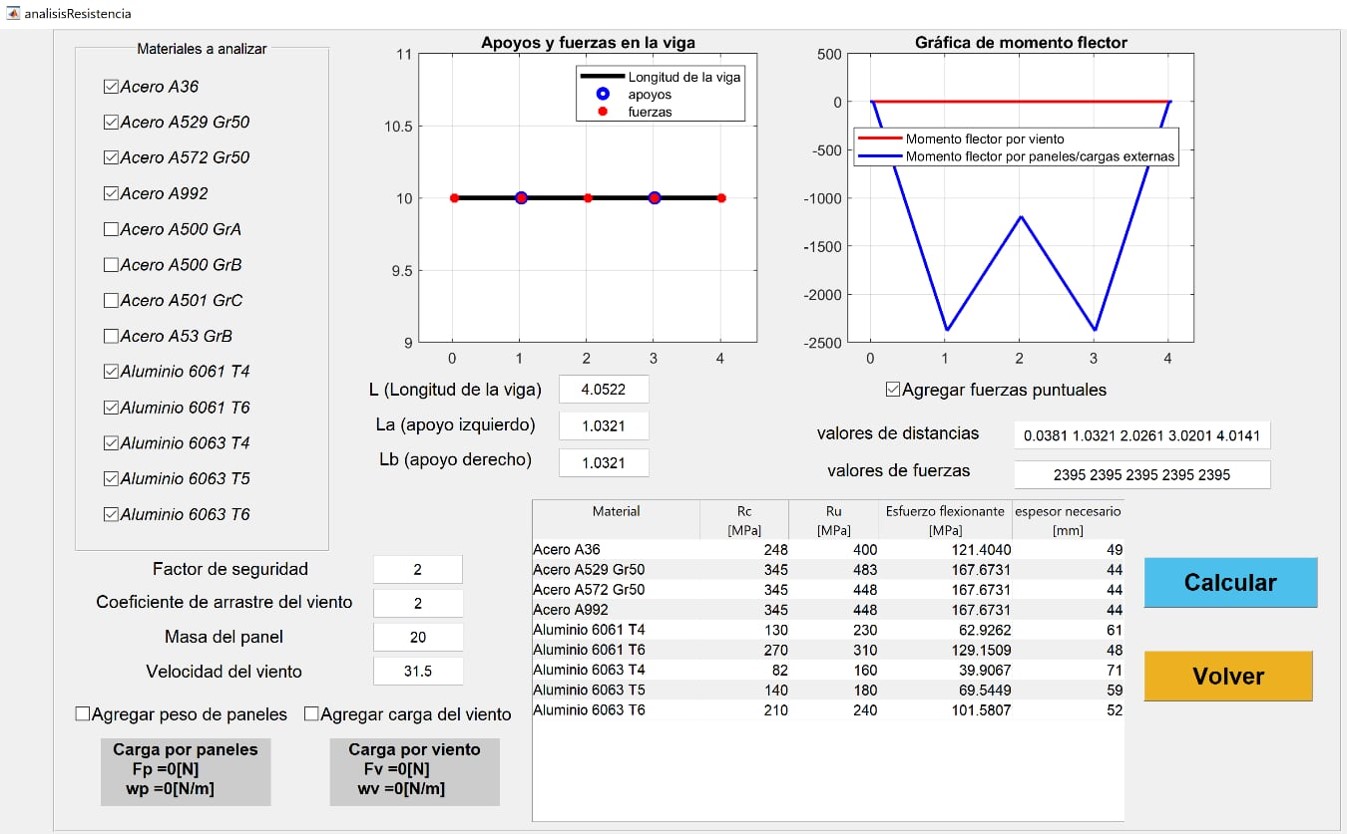 analisisResistencia
Materiales a analizar
Acero A36
Acero A529 Gr50
Acero A572 Gr50
Acero A992
Acero A500 GrA
Acero A500 GrB
Acero A501 GrC
Acero A53 GrB
Aluminio 6061 T4
Aluminio 6061 T6
Aluminio 6063 T4
Aluminio 6063 T5
Aluminio 6063 T6
Apoyos y fuerzas en la viga
Longitud de la viga
apoyos
fuerzas
11
10.5
10
9.5
9
0 1 2 3 4
Gráfica de momento flector
Momento flector por viento
Momento flector por paneles/cargas externas
500
0
-500
-1000
-1500
-2000
-2500
0 1 2 3 4
L (Longitud de la viga) 4.0522
La (apoyo izquierdo) 1.0321
Lb (apoyo derecho) 1.0321
Agregar fuerzas puntuales
valores de distancias 0.0381 1.0321 2.0261 3.0201 4.0141
valores de fuerzas 2395 2395 2395 2395 2395
Factor de seguridad 2
Coeficiente de arrastre del viento 2
Masa del panel 20
Velocidad del viento 31.5
Agregar peso de paneles Agregar carga del viento
Carga por paneles
Fp =0[N]
wp =0[N/m]
Carga por viento
Fv =0[N]
wv =0[N/m]
Material Rc Ru Esfuerzo flexionante espesor necesario
[MPa] [MPa] [MPa] [mm]
Acero A36 248 400 121.4040 49
Acero A529 Gr50 345 483 167.6731 44
Acero A572 Gr50 345 448 167.6731 44
Acero A992 345 448 167.6731 44
Aluminio 6061 T4 130 230 62.9262 61
Aluminio 6061 T6 270 310 129.1509 48
Aluminio 6063 T4 82 160 39.9067 71
Aluminio 6063 T5 140 180 69.5449 59
Aluminio 6063 T6 210 240 101.5807 52
Calcular
Volver